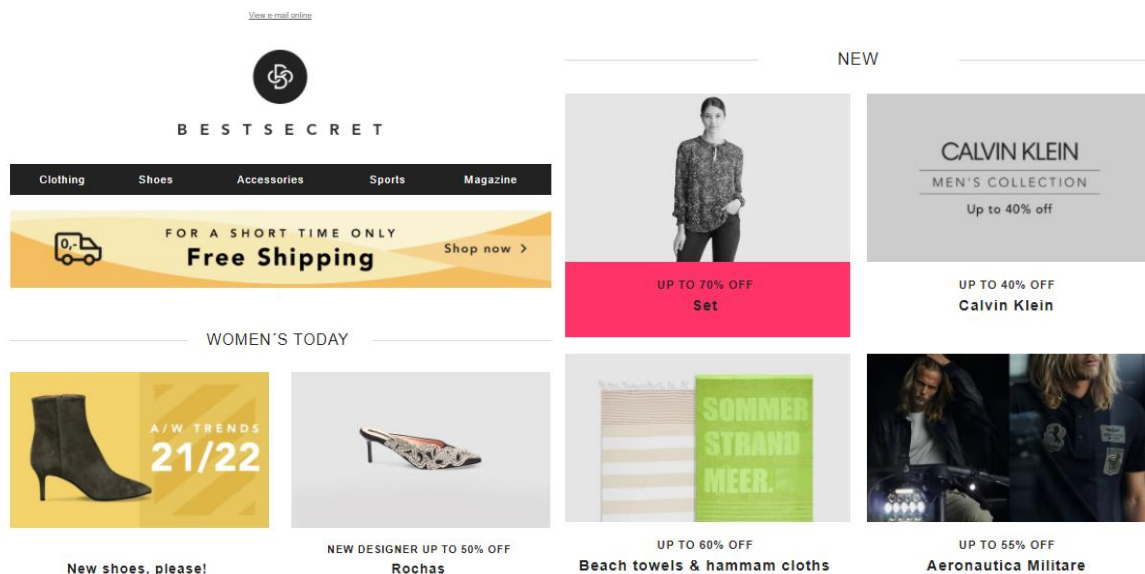 View e-mail online
BESTSECRET
Clothing Shoes Accessories Sports Magazine
0,-
FOR A SHORT TIME ONLY
Free Shipping
Shop now >
WOMEN´S TODAY
A/W TRENDS
21/22
New shoes, please!
NEW DESIGNER UP TO 50% OFF
Rochas
NEW
UP TO 70% OFF
Set
CALVIN KLEIN
MEN'S COLLECTION
Up to 40% off
UP TO 40% OFF
Calvin Klein
SOMMER
STRAND
MEER.
UP TO 60% OFF
Beach towels & hammam cloths
UP TO 55% OFF
Aeronautica Militare